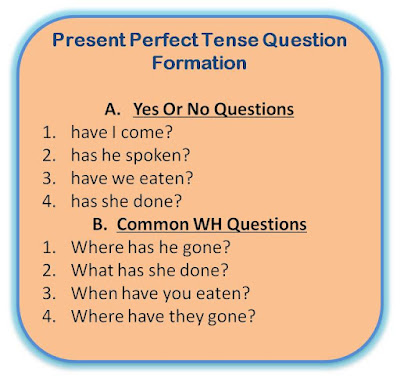 Present Perfect Tense Question
Formation
A. Yes Or No Questions
1. have I come?
2. has he spoken?
3. have we eaten?
4. has she done?
B. Common WH Questions
1. Where has he gone?
2. What has she done?
3. When have you eaten?
4. Where have they gone?